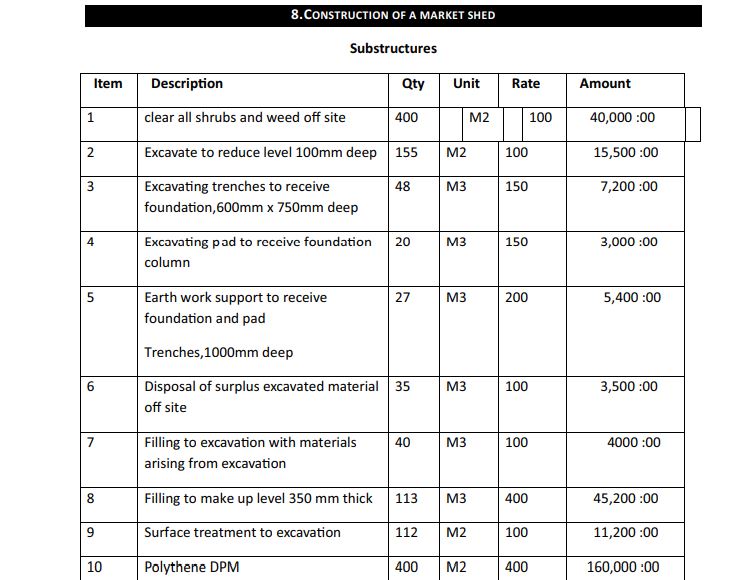 8.CONSTRUCTION OF A MARKET SHED
Substructures
Item Description Qty Unit Rate Amount
1 clear all shrubs and weed off site 400 M2 100 40,000 :00
2 Excavate to reduce level 100mm deep 155 M2 100 15,500 :00
3 Excavating trenches to receive 48 M3 150 7,200 :00
foundation,600mm x 750mm deep
4 Excavating pad to receive foundation 20 M3 150 3,000 :00
column
5 Earth work support to receive 27 M3 200 5,400 :00
foundation and pad
Trenches,1000mm deep
6 Disposal of surplus excavated material 35 M3 100 3,500 :00
off site
7 Filling to excavation with materials 40 M3 100 4000 :00
arising from excavation
8 Filling to make up level 350 mm thick 113 M3 400 45,200 :00
9 Surface treatment to excavation 112 M2 100 11,200 :00
10 Polythene DPM 400 M2 400 160,000 :00